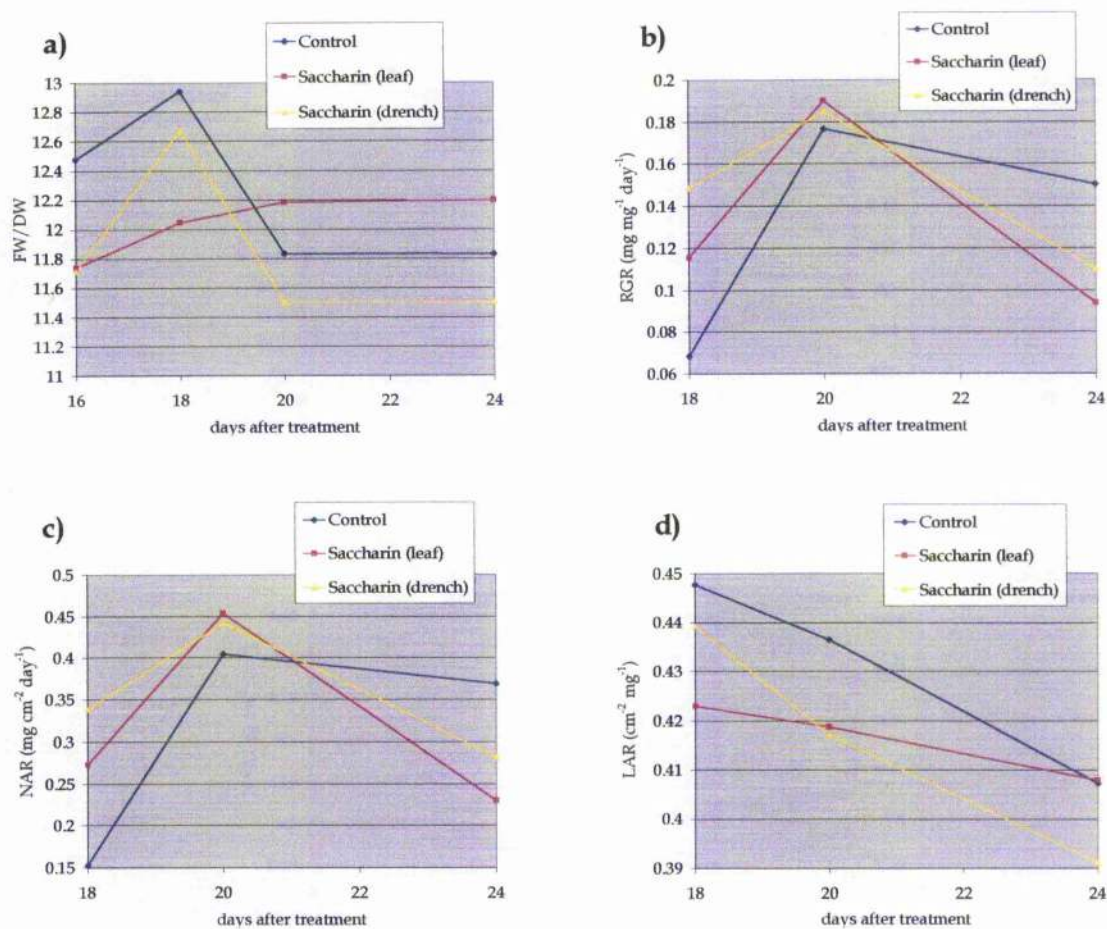 a)
Control
Saccharin (leaf)
Saccharin (drench)
FW/DW
13
12.8
12.6
12.4
12.2
12
11.8
11.6
11.4
11.2
11
16 18 20 22 24
days after treatment
b)
Control
Saccharin (leaf)
Saccharin (drench)
RGR (mg mg⁻¹ day⁻¹)
0.2
0.18
0.16
0.14
0.12
0.1
0.08
0.06
18 20 22 24
days after treatment
c)
Control
Saccharin (leaf)
Saccharin (drench)
NAR (mg cm⁻² day⁻¹)
0.5
0.45
0.4
0.35
0.3
0.25
0.2
0.15
18 20 22 24
days after treatment
d)
Control
Saccharin (leaf)
Saccharin (drench)
LAR (cm⁻² mg⁻¹)
0.45
0.44
0.43
0.42
0.41
0.4
0.39
18 20 22 24
days after treatment